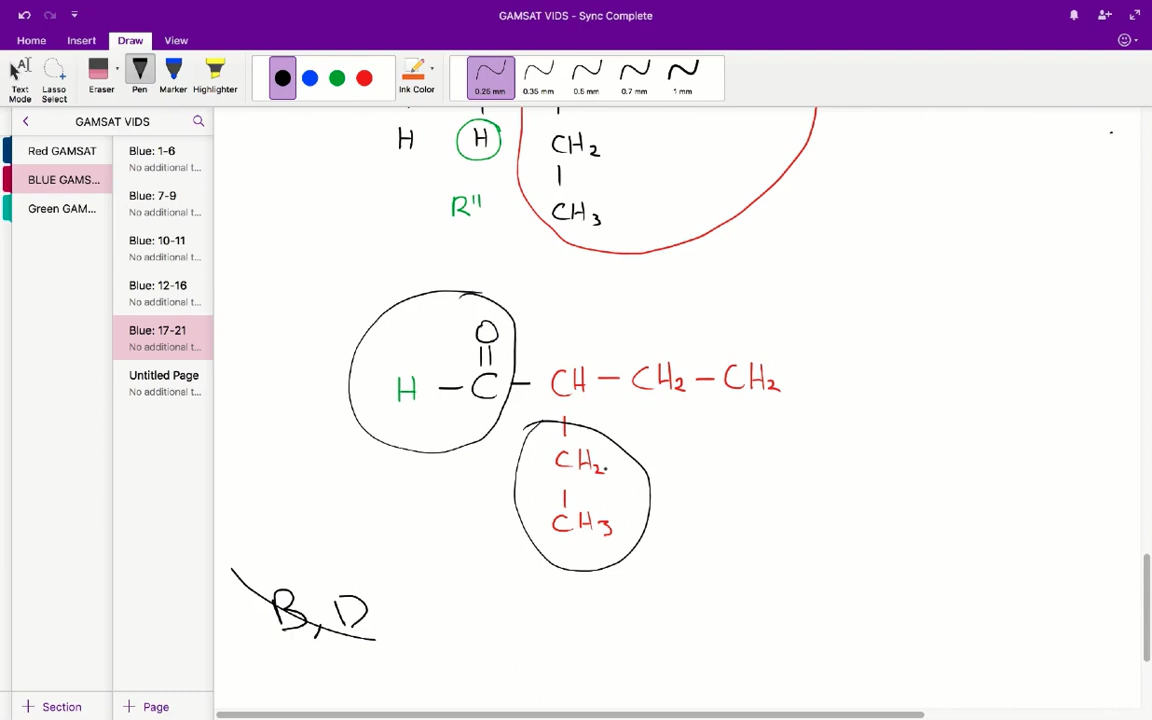 GAMSAT VIDS - Sync Complete
Home Insert Draw View
Text Mode
Lasso Select
Eraser
Pen
Marker
Highlighter
Ink Color
0.25 mm
0.35 mm
0.5 mm
0.7 mm
1 mm
GAMSAT VIDS
Red GAMSAT
BLUE GAMS...
Green GAM...
Blue: 1-6
No additional t...
Blue: 7-9
No additional t...
Blue: 10-11
No additional t...
Blue: 12-16
No additional t...
Blue: 17-21
No additional t...
Untitled Page
No additional t...
+ Section
+ Page
H H CH2
CH3
R"
O
H - C - CH - CH2 - CH2
CH2
CH3
B, D